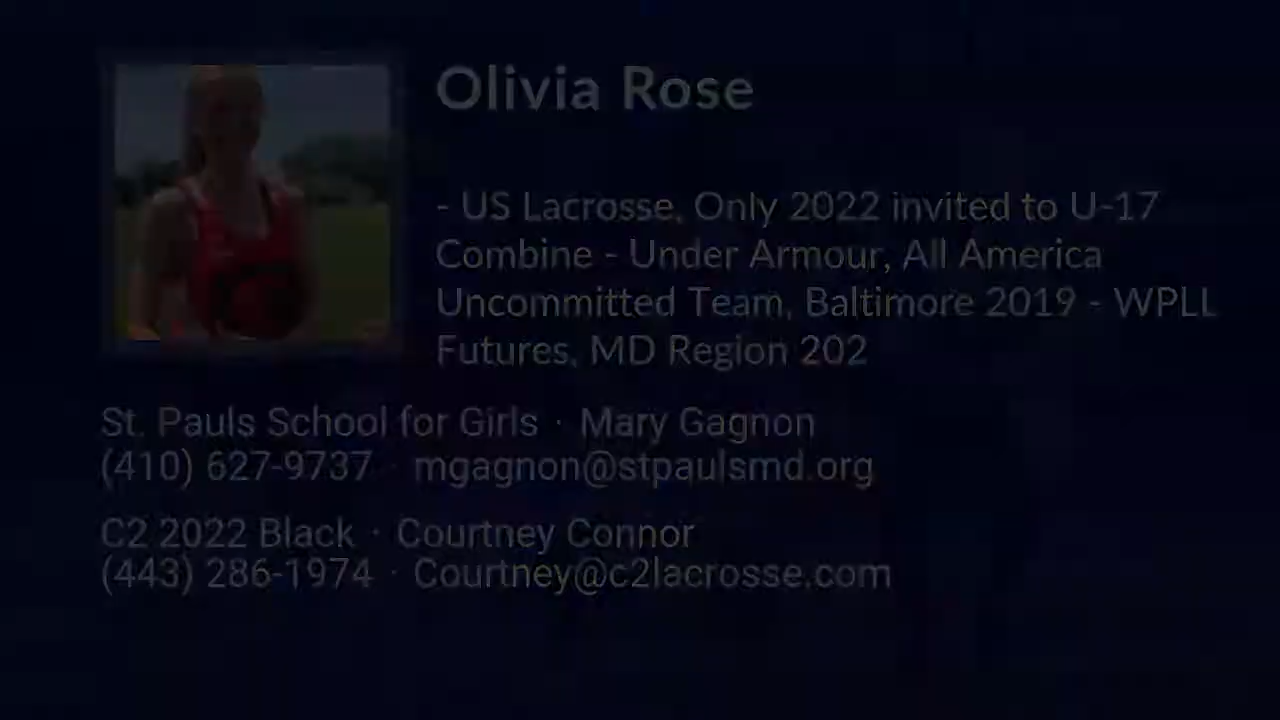 Olivia Rose
- US Lacrosse, Only 2022 invited to U-17
Combine - Under Armour, All America
Uncommitted Team, Baltimore 2019 - WPLL
Futures, MD Region 202
St. Pauls School for Girls · Mary Gagnon
(410) 627-9737 · mgagnon@stpaulsmd.org
C2 2022 Black · Courtney Connor
(443) 286-1974 · Courtney@c2lacrosse.com